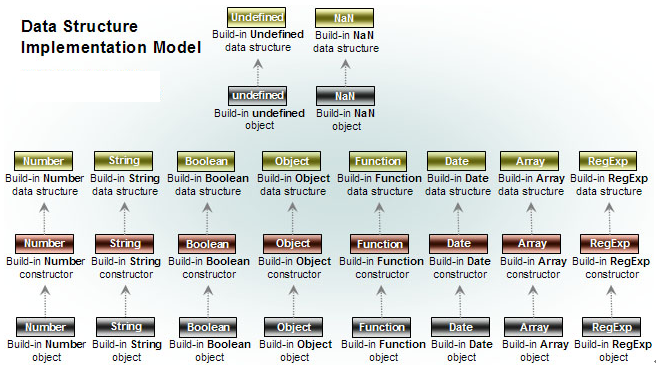 Data Structure
Implementation Model
Undefined NaN
Build-in Undefined Build-in NaN
data structure data structure
undefined NaN
Build-in undefined Build-in NaN
object object
Number String Boolean Object Function Date Array RegExp
Build-in Number Build-in String Build-in Boolean Build-in Object Build-in Function Build-in Date Build-in Array Build-in RegExp
data structure data structure data structure data structure data structure data structure data structure data structure
Number String Boolean Object Function Date Array RegExp
Build-in Number Build-in String Build-in Boolean Build-in Object Build-in Function Build-in Date Build-in Array Build-in RegExp
constructor constructor constructor constructor constructor constructor constructor constructor
Number String Boolean Object Function Date Array RegExp
Build-in Number Build-in String Build-in Boolean Build-in Object Build-in Function Build-in Date Build-in Array Build-in RegExp
object object object object object object object object